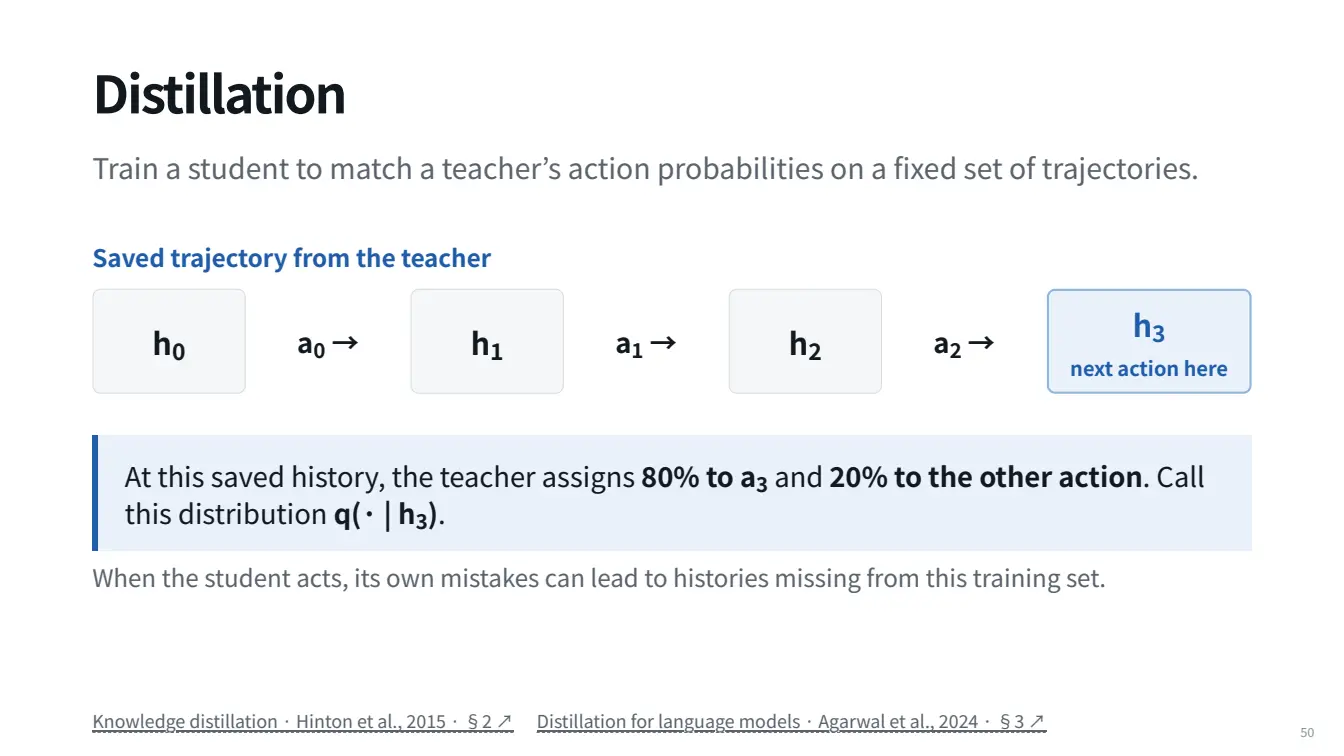 Distillation
Train a student to match a teacher’s action probabilities on a fixed set of trajectories.
Saved trajectory from the teacher
h₀ a₀ → h₁ a₁ → h₂ a₂ → h₃
next action here
At this saved history, the teacher assigns 80% to a₃ and 20% to the other action. Call
this distribution q(· | h₃).
When the student acts, its own mistakes can lead to histories missing from this training set.
Knowledge distillation · Hinton et al., 2015 · § 2 ↗ Distillation for language models · Agarwal et al., 2024 · § 3 ↗
50